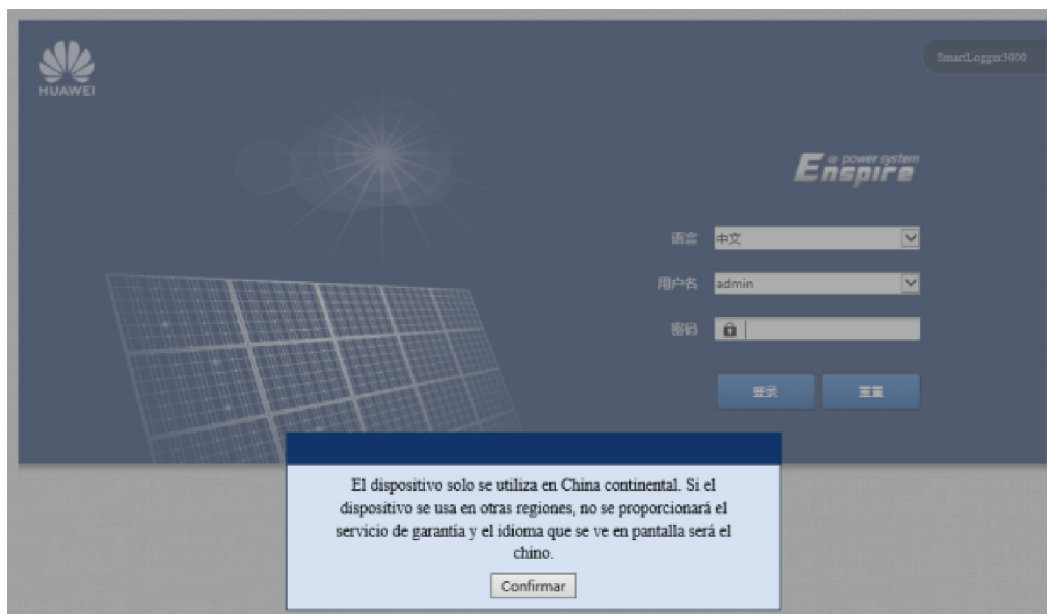 HUAWEI
SmartLogger3000
Enspire @ power system
语言 中文
用户名 admin
密码
登录 重置
El dispositivo solo se utiliza en China continental. Si el
dispositivo se usa en otras regiones, no se proporcionará el
servicio de garantía y el idioma que se ve en pantalla será el
chino.
Confirmar